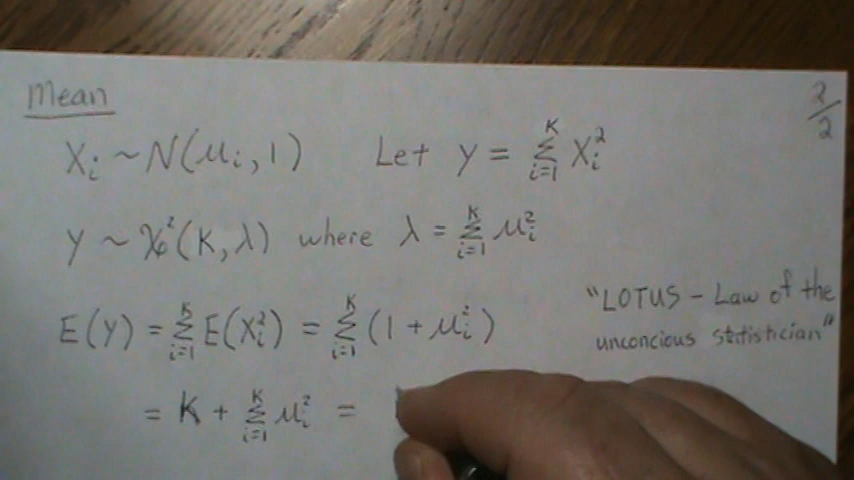 Mean
2/2
Xᵢ ~ N(μᵢ, 1) Let Y = Σᵢ₌₁ᴷ Xᵢ²
Y ~ χ²(K, λ) where λ = Σᵢ₌₁ᴷ μᵢ²
E(Y) = Σᵢ₌₁ᴷ E(Xᵢ²) = Σᵢ₌₁ᴷ (1 + μᵢ²)
"LOTUS - Law of the
unconcious statistician"
= K + Σᵢ₌₁ᴷ μᵢ² =